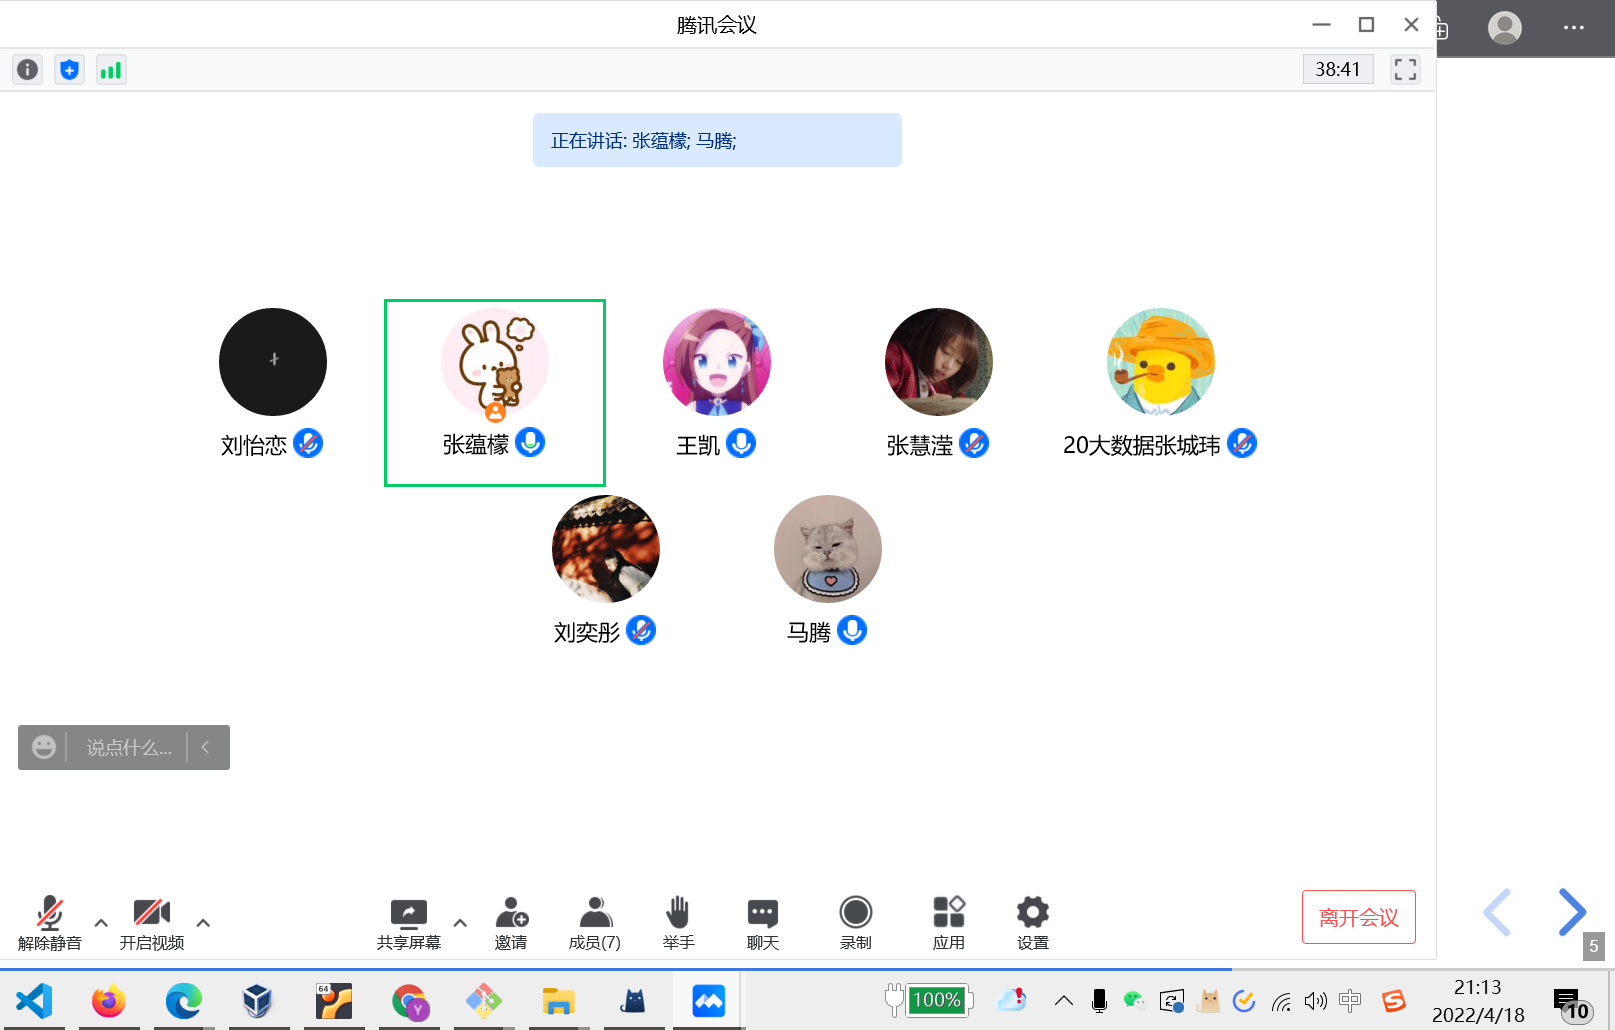 腾讯会议
38:41
正在讲话: 张蕴檬; 马腾;
刘怡恋
张蕴檬
王凯
张慧滢
20大数据张城玮
刘奕彤
马腾
说点什么...
解除静音
开启视频
共享屏幕
邀请
成员(7)
举手
聊天
录制
应用
设置
离开会议
5
64
Y
100%
中
S
21:13
2022/4/18
10